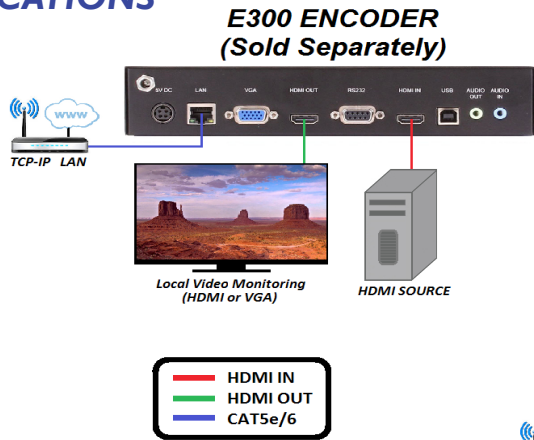 CATIONS
E300 ENCODER
(Sold Separately)
5V DC
LAN
VGA
HDMI OUT
RS232
HDMI IN
USB
AUDIO
OUT
AUDIO
IN
www
TCP-IP LAN
Local Video Monitoring
(HDMI or VGA)
HDMI SOURCE
HDMI IN
HDMI OUT
CAT5e/6